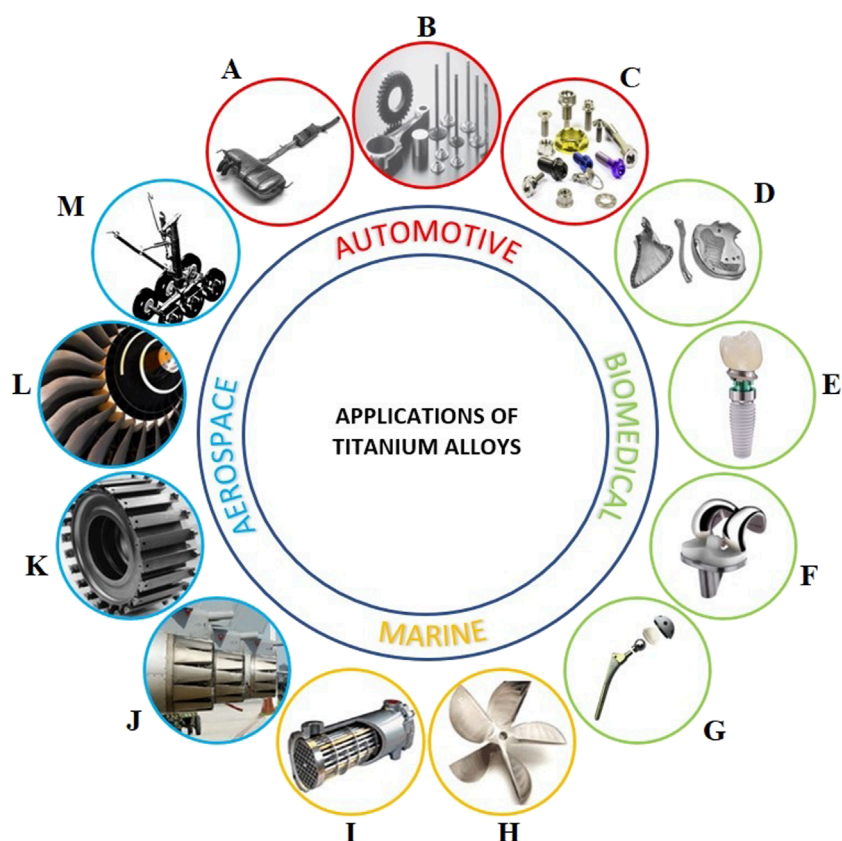 B
A
C
M
D
AUTOMOTIVE
L
E
AEROSPACE
BIOMEDICAL
APPLICATIONS OF
TITANIUM ALLOYS
K
F
MARINE
J
G
I
H